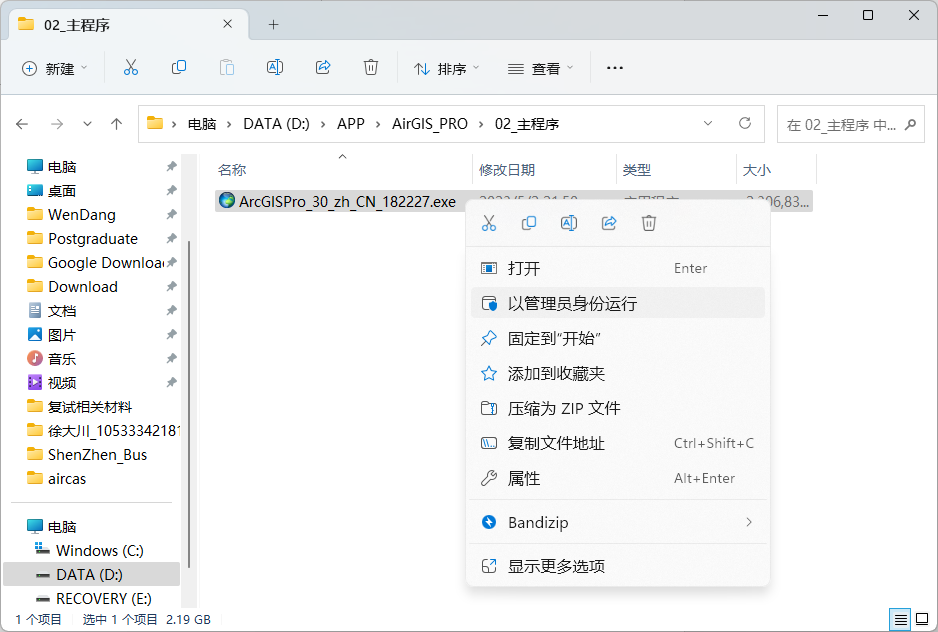 02_主程序
新建
排序
查看
电脑 › DATA (D:) › APP › AirGIS_PRO › 02_主程序
在 02_主程序 中...
名称 修改日期 类型 大小
ArcGISPro_30_zh_CN_182227.exe
电脑
桌面
WenDang
Postgraduate
Google Downloa
Download
文档
图片
音乐
视频
复试相关材料
徐大川_1053334218
ShenZhen_Bus
aircas
电脑
Windows (C:)
DATA (D:)
RECOVERY (E:)
打开 Enter
以管理员身份运行
固定到"开始"
添加到收藏夹
压缩为 ZIP 文件
复制文件地址 Ctrl+Shift+C
属性 Alt+Enter
Bandizip
显示更多选项
1 个项目 选中 1 个项目 2.19 GB